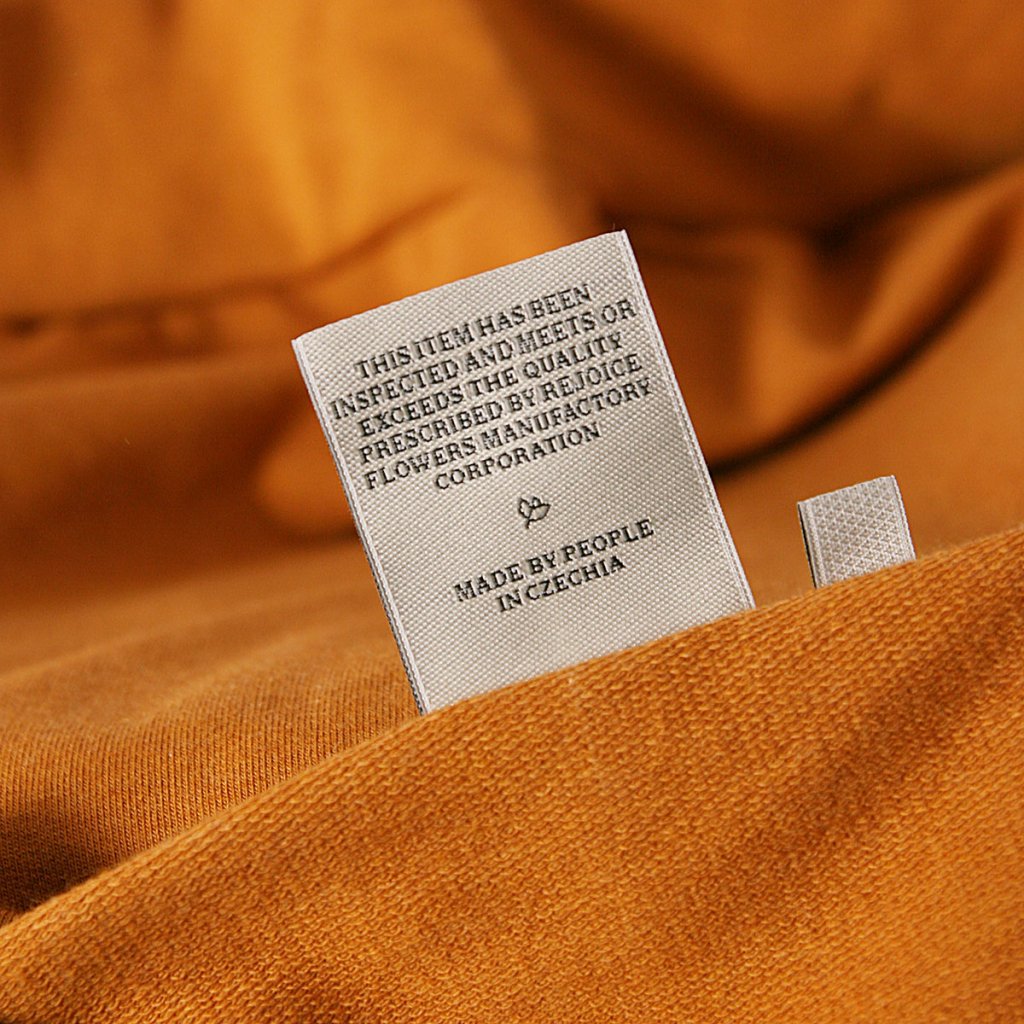 THIS ITEM HAS BEEN
INSPECTED AND MEETS OR
EXCEEDS THE QUALITY
PRESCRIBED BY REJOICE
FLOWERS MANUFACTORY
CORPORATION
MADE BY PEOPLE
IN CZECHIA